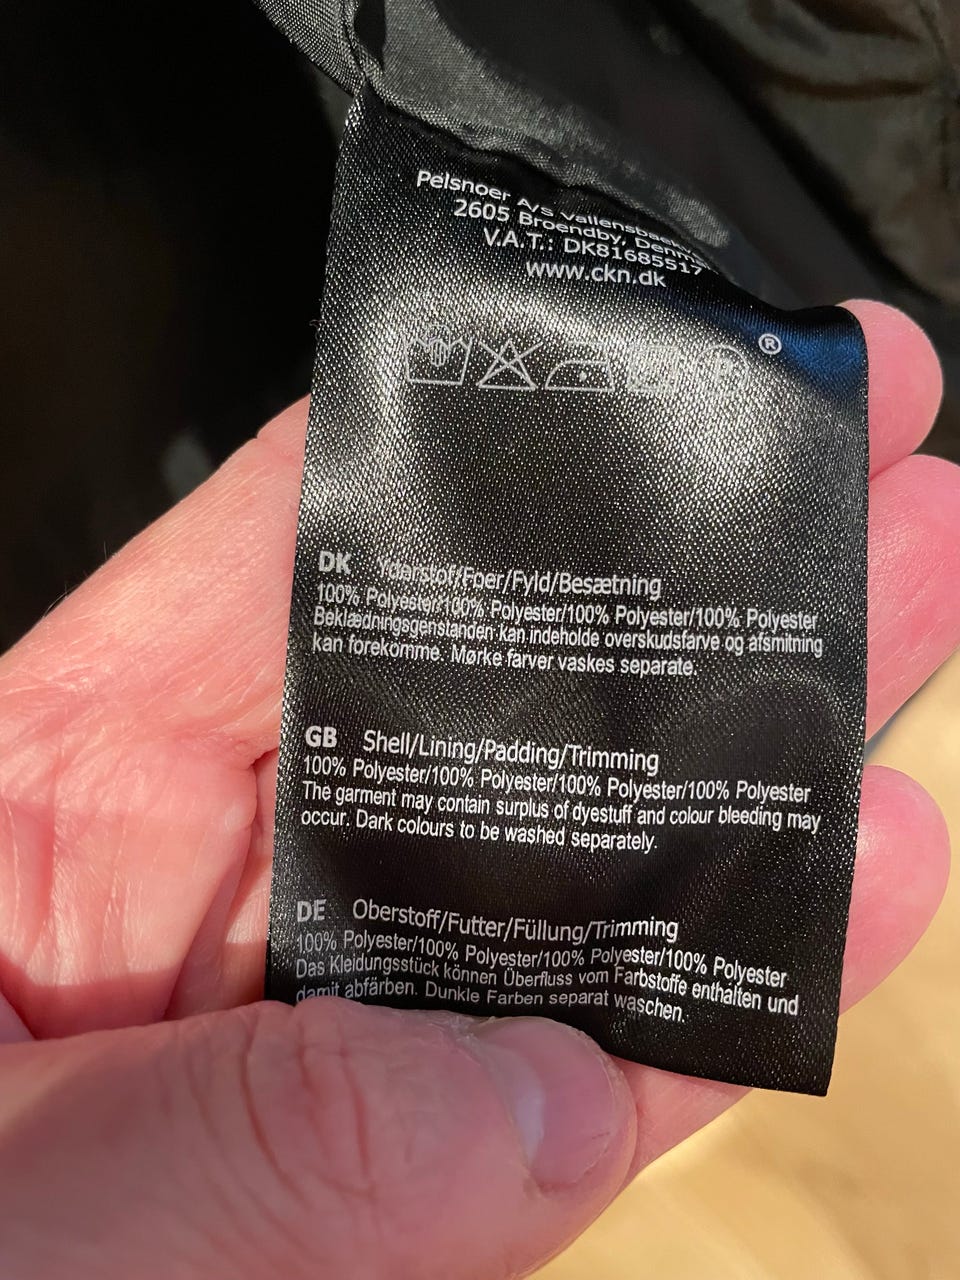 Pelsnoer A/S Vallensbaekvej
2605 Broendby, Denmark
V.A.T.: DK81685517
www.ckn.dk
®
DK Yderstof/Foer/Fyld/Besætning
100% Polyester/100% Polyester/100% Polyester/100% Polyester
Beklædningsgenstanden kan indeholde overskudsfarve og afsmitning
kan forekomme. Mørke farver vaskes separate.
GB Shell/Lining/Padding/Trimming
100% Polyester/100% Polyester/100% Polyester/100% Polyester
The garment may contain surplus of dyestuff and colour bleeding may
occur. Dark colours to be washed separately.
DE Oberstoff/Futter/Füllung/Trimming
100% Polyester/100% Polyester/100% Polyester/100% Polyester
Das Kleidungsstück können Überfluss vom Farbstoffe enthalten und
damit abfärben. Dunkle Farben separat waschen.